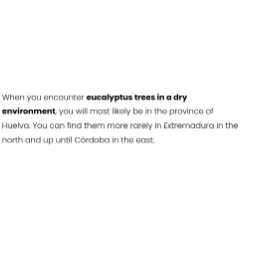 When you encounter eucalyptus trees in a dry
environment, you will most likely be in the province of
Huelva. You can find them more rarely in Extremadura in the
north and up until Córdoba in the east.